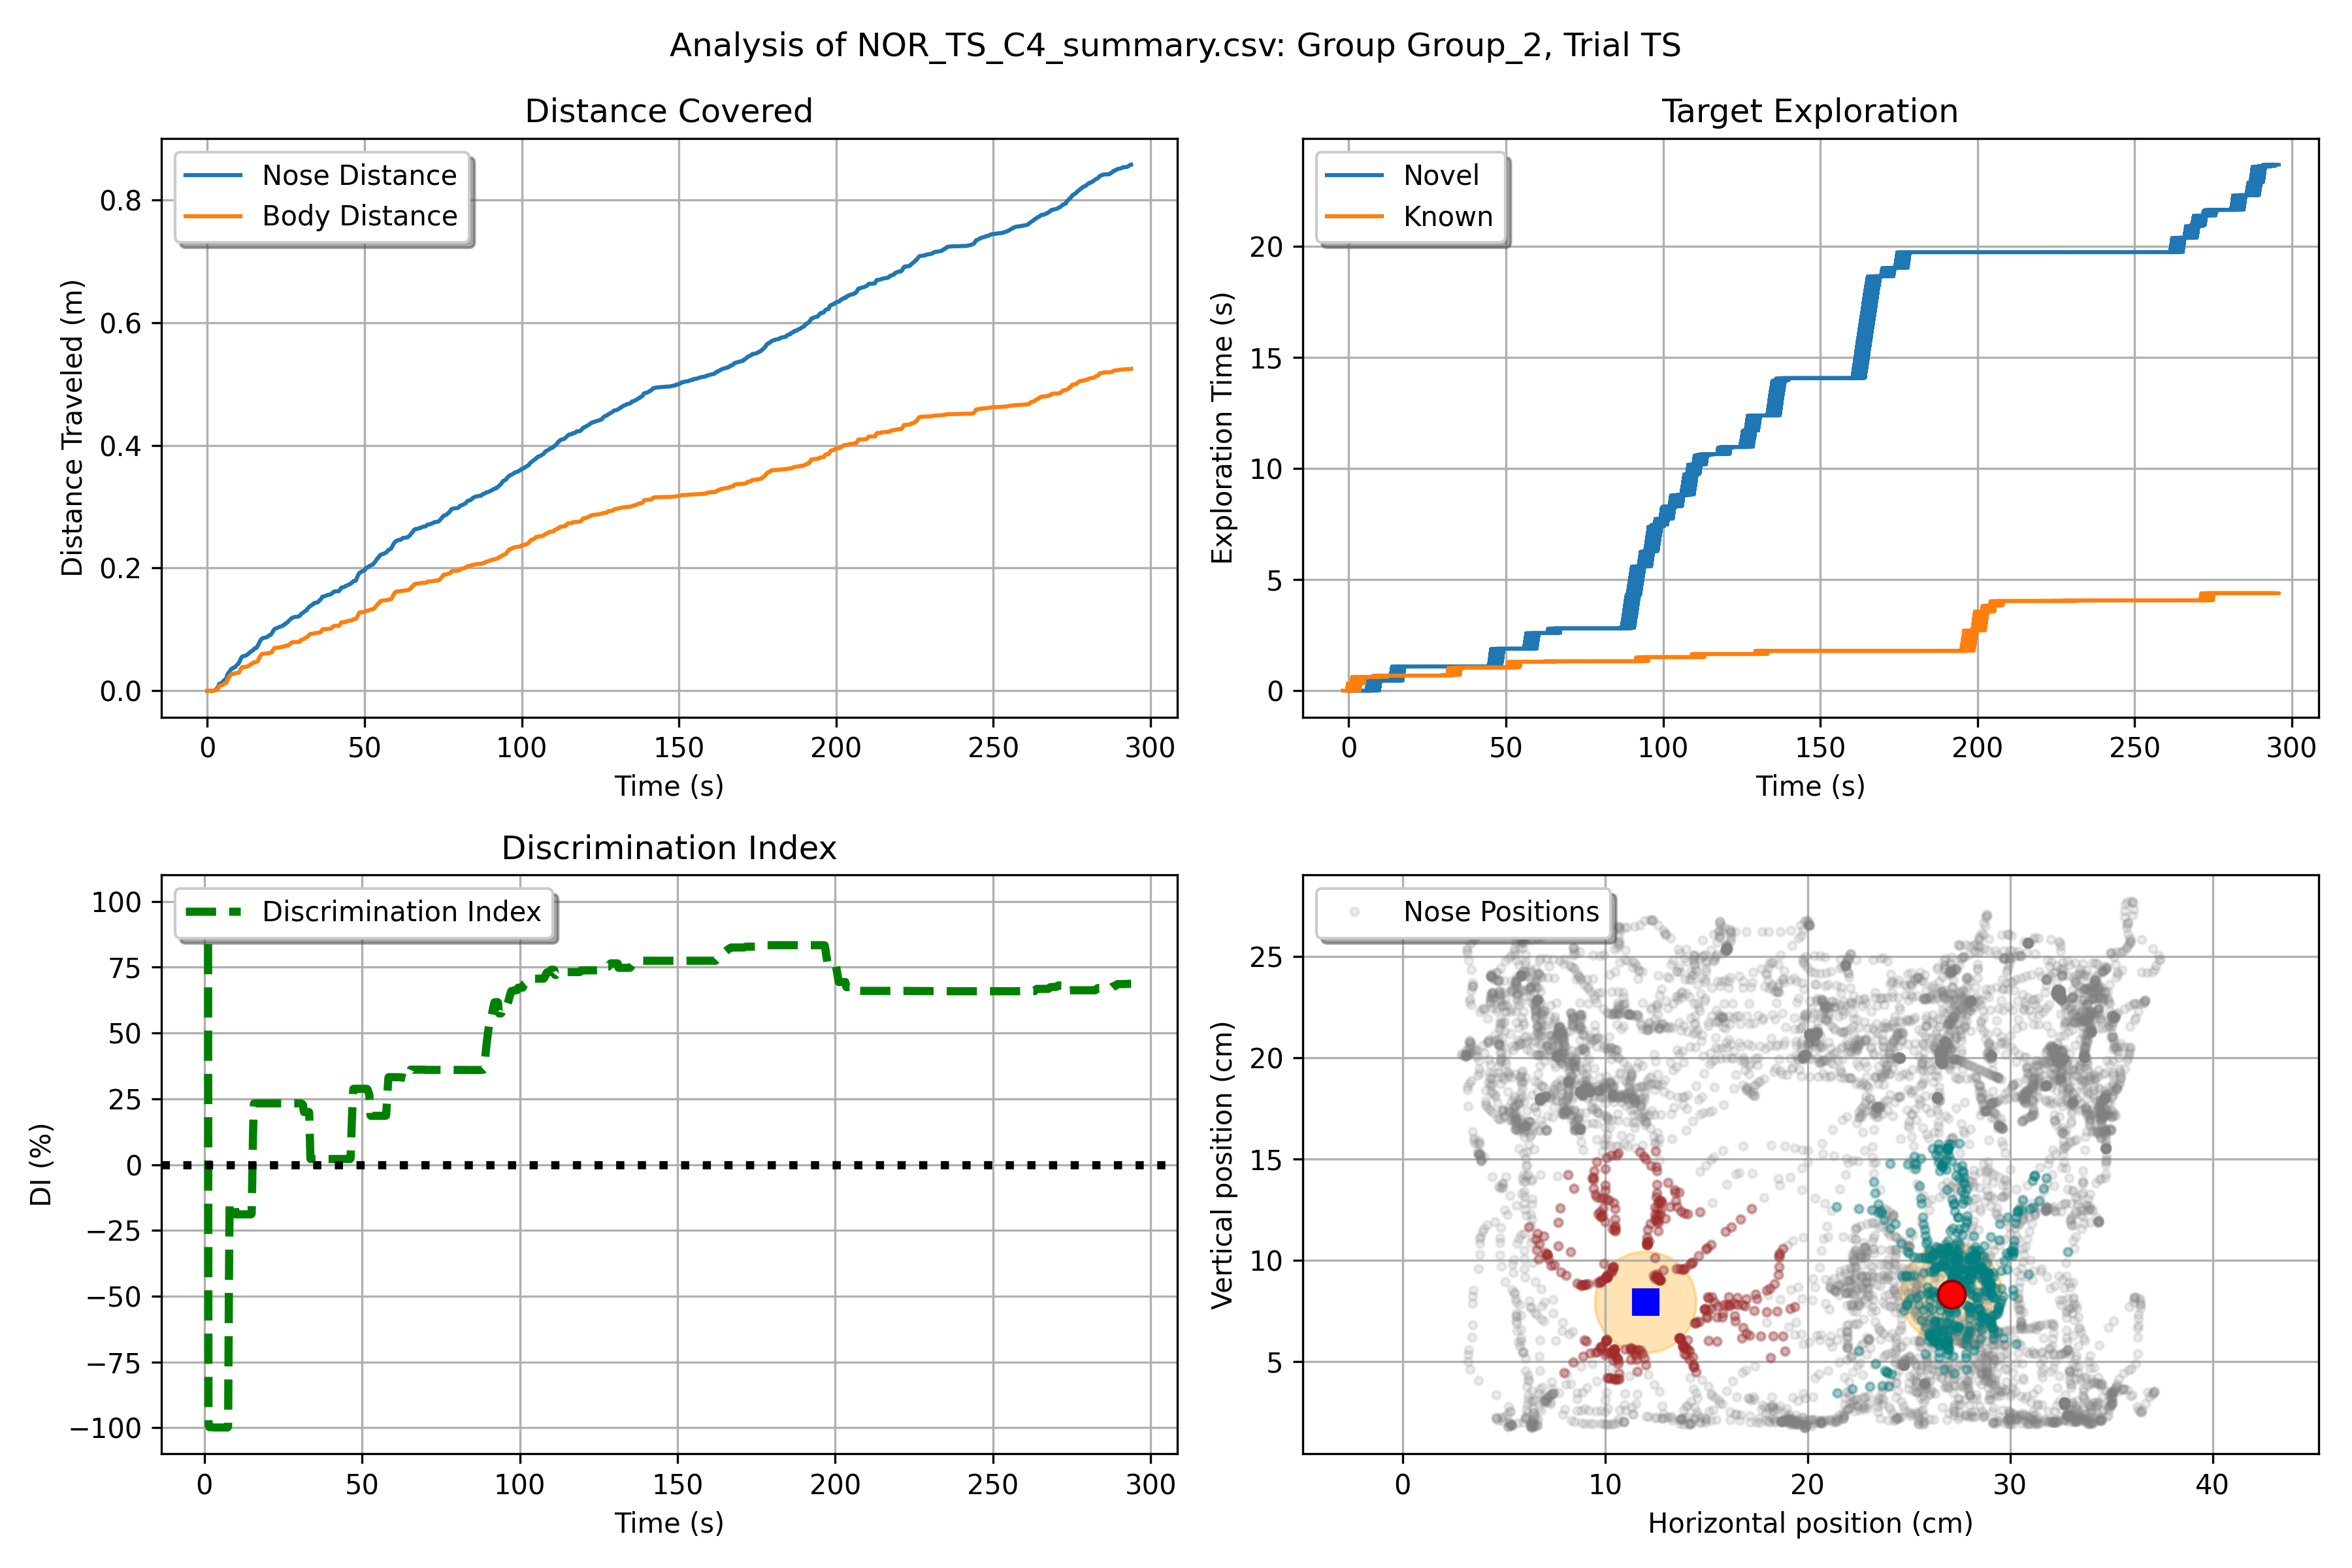 Analysis of NOR_TS_C4_summary.csv: Group Group_2, Trial TS
Distance Covered
Nose Distance
Body Distance
Distance Traveled (m)
0.8
0.6
0.4
0.2
0.0
0 50 100 150 200 250 300
Time (s)
Target Exploration
Novel
Known
Exploration Time (s)
20
15
10
5
0
0 50 100 150 200 250 300
Time (s)
Discrimination Index
Discrimination Index
DI (%)
100
75
50
25
0
−25
−50
−75
−100
0 50 100 150 200 250 300
Time (s)
Nose Positions
Vertical position (cm)
25
20
15
10
5
0 10 20 30 40
Horizontal position (cm)